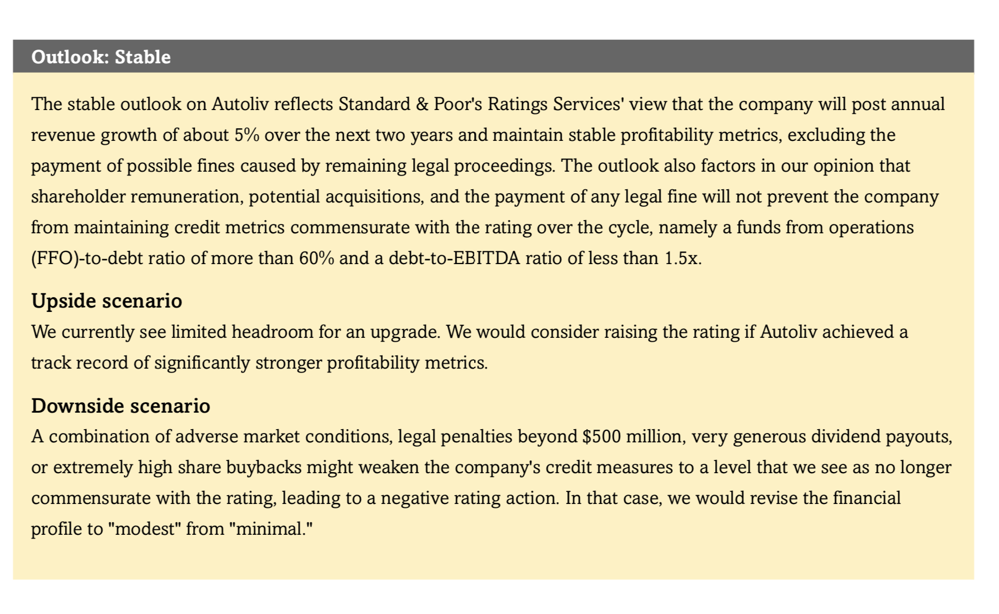 Outlook: Stable
The stable outlook on Autoliv reflects Standard & Poor's Ratings Services' view that the company will post annual
revenue growth of about 5% over the next two years and maintain stable profitability metrics, excluding the
payment of possible fines caused by remaining legal proceedings. The outlook also factors in our opinion that
shareholder remuneration, potential acquisitions, and the payment of any legal fine will not prevent the company
from maintaining credit metrics commensurate with the rating over the cycle, namely a funds from operations
(FFO)-to-debt ratio of more than 60% and a debt-to-EBITDA ratio of less than 1.5x.
Upside scenario
We currently see limited headroom for an upgrade. We would consider raising the rating if Autoliv achieved a
track record of significantly stronger profitability metrics.
Downside scenario
A combination of adverse market conditions, legal penalties beyond $500 million, very generous dividend payouts,
or extremely high share buybacks might weaken the company's credit measures to a level that we see as no longer
commensurate with the rating, leading to a negative rating action. In that case, we would revise the financial
profile to "modest" from "minimal."